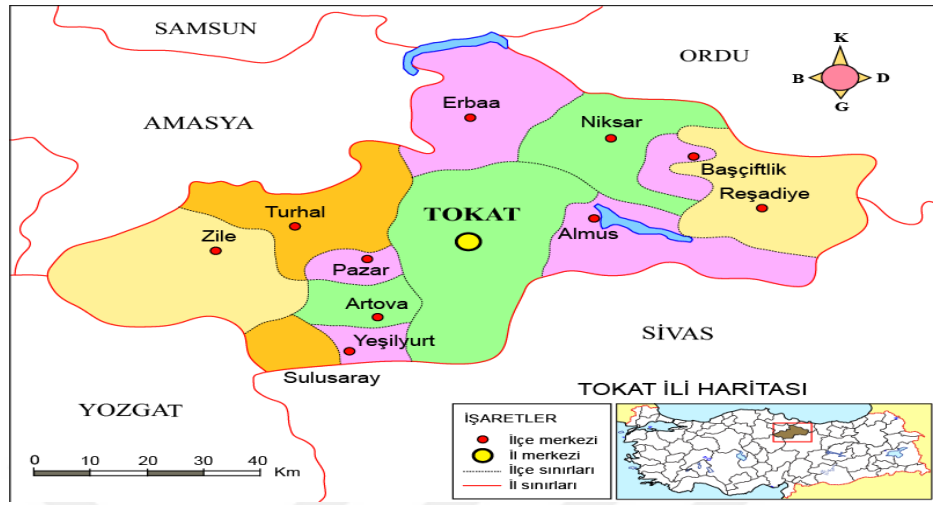 SAMSUN
ORDU
K
B
D
G
Erbaa
AMASYA
Niksar
Başçiftlik
Reşadiye
Turhal
TOKAT
Almus
Zile
Pazar
Artova
Yeşilyurt
SİVAS
Sulusaray
YOZGAT
TOKAT İLİ HARİTASI
İŞARETLER
İlçe merkezi
İl merkezi
İlçe sınırları
İl sınırları
0 10 20 30 40
Km